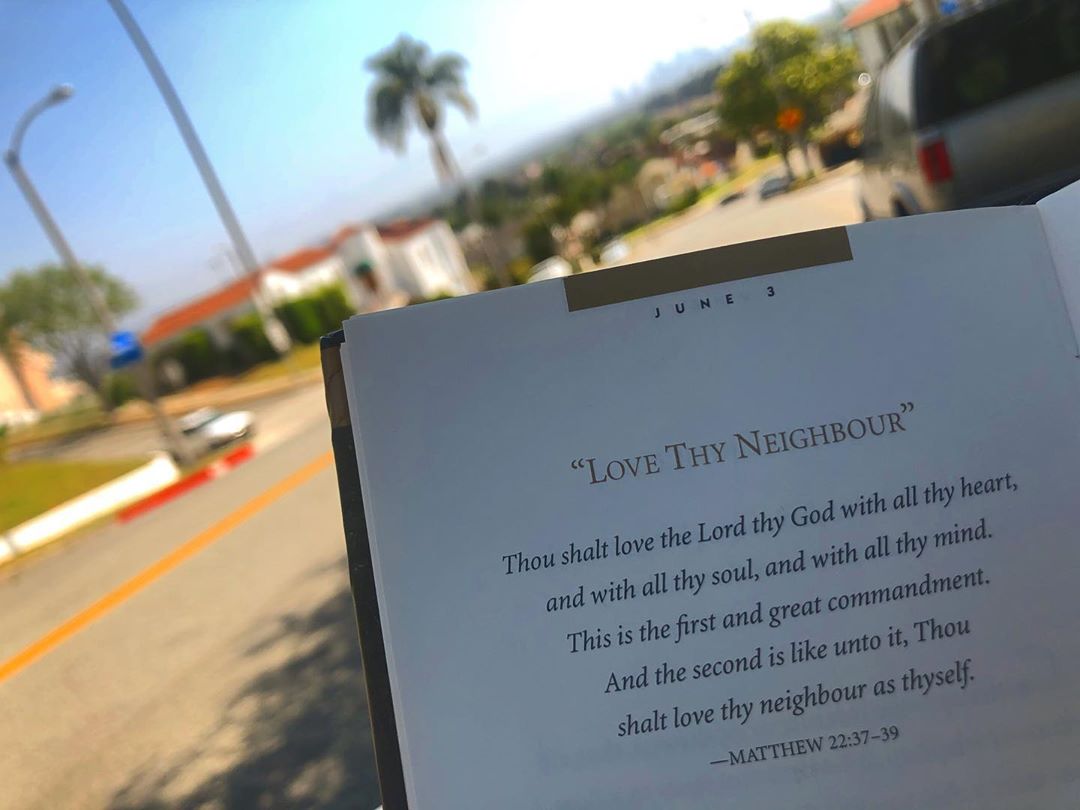 JUNE 3
“LOVE THY NEIGHBOUR”
Thou shalt love the Lord thy God with all thy heart,
and with all thy soul, and with all thy mind.
This is the first and great commandment.
And the second is like unto it, Thou
shalt love thy neighbour as thyself.
—MATTHEW 22:37–39